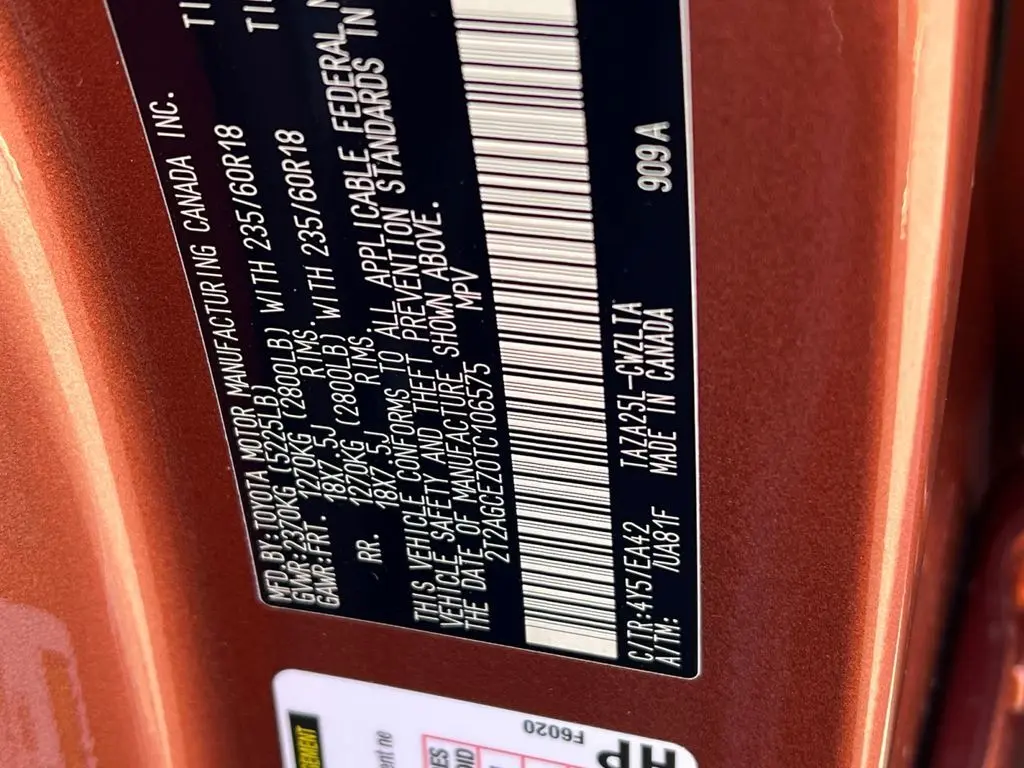 MFD.BY:TOYOTA MOTOR MANUFACTURING CANADA INC.
GVWR:2370KG (5225LB)
GAWR:FRT. 1270KG (2800LB) WITH 235/60R18
18X7.5J RIMS.
RR. 1270KG (2800LB) WITH 235/60R18
18X7.5J RIMS
THIS VEHICLE CONFORMS TO ALL APPLICABLE FEDERAL
VEHICLE SAFETY AND THEFT PREVENTION STANDARDS IN
THE DATE OF MANUFACTURE SHOWN ABOVE.
2T2AGCEZ0TC106575 MPV
C/TR:4Y5/EA42 TAZA25L-CWZLTA 909A
A/TM: /UA81F MADE IN CANADA
F6020